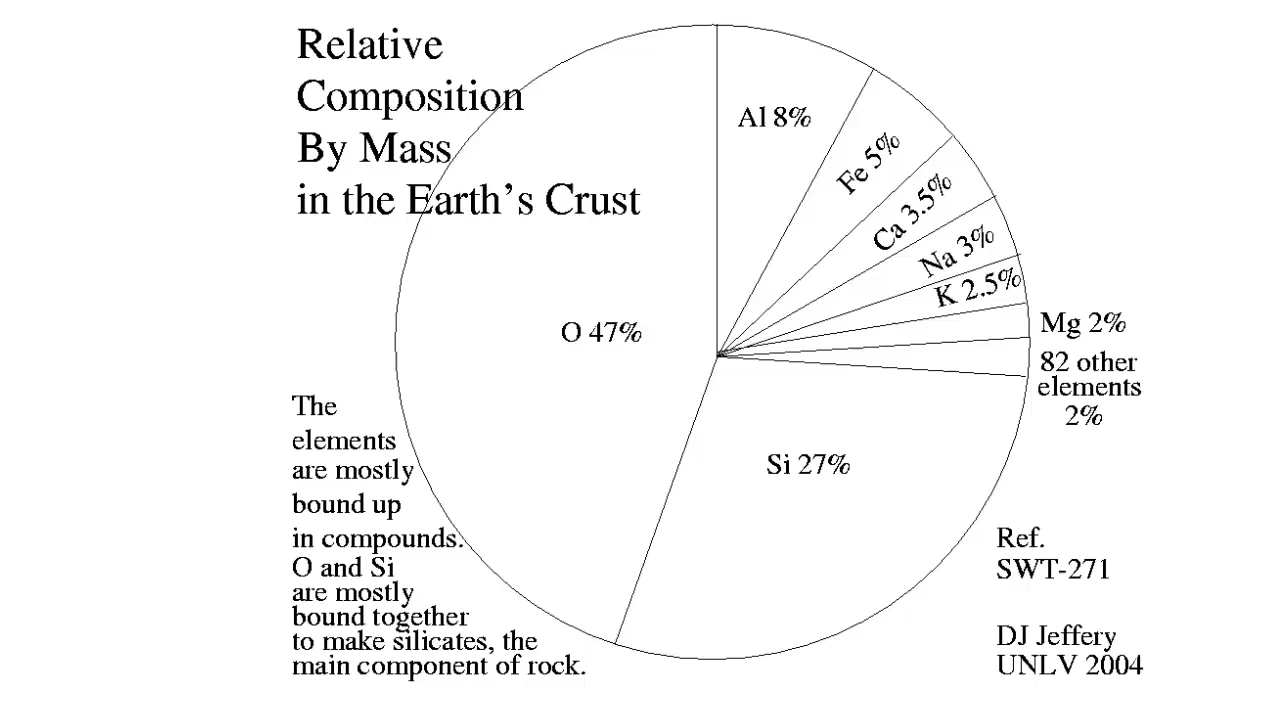 Relative
Composition
By Mass
in the Earth's Crust
Al 8%
Fe 5%
Ca 3.5%
Na 3%
K 2.5%
Mg 2%
82 other
elements
2%
O 47%
Si 27%
The
elements
are mostly
bound up
in compounds.
O and Si
are mostly
bound together
to make silicates, the
main component of rock.
Ref.
SWT-271
DJ Jeffery
UNLV 2004